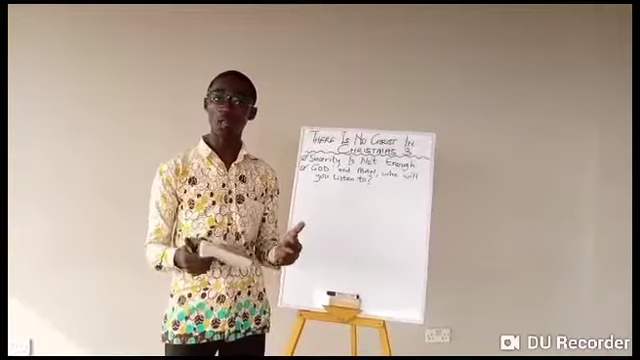 THERE IS NO CHRIST IN
CHRISTMAS 3
Sincerity Is Not Enough
GOD and MAN, who will
you listen to?
DU Recorder